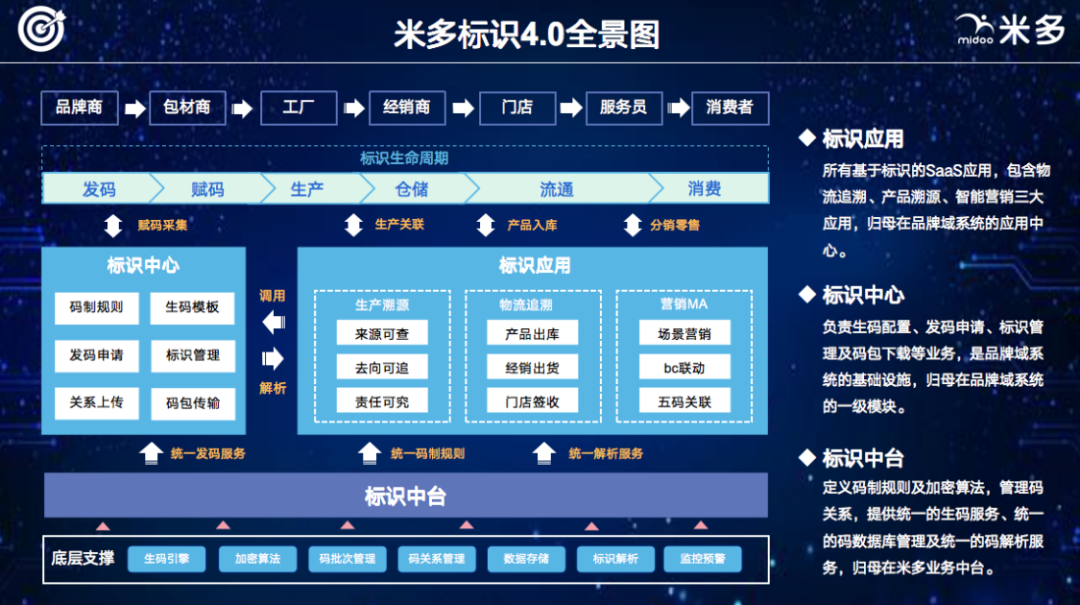 米多标识4.0全景图
midoo 米多
品牌商 包材商 工厂 经销商 门店 服务员 消费者
标识生命周期
发码 赋码 生产 仓储 流通 消费
赋码采集 生产关联 产品入库 分销零售
标识中心
码制规则 生码模板
发码申请 标识管理
关系上传 码包传输
调用
解析
标识应用
生产溯源
来源可查
去向可追
责任可究
物流追溯
产品出库
经销出货
门店签收
营销MA
场景营销
bc联动
五码关联
统一发码服务 统一码制规则 统一解析服务
标识中台
底层支撑 生码引擎 加密算法 码批次管理 码关系管理 数据存储 标识解析 监控预警
标识应用
所有基于标识的SaaS应用，包含物
流追溯、产品溯源、智能营销三大
应用，归母在品牌域系统的应用中
心。
标识中心
负责生码配置、发码申请、标识管
理及码包下载等业务，是品牌域系
统的基础设施，归母在品牌域系统
的一级模块。
标识中台
定义码制规则及加密算法，管理码
关系，提供统一的生码服务、统一
的码数据库管理及统一的码解析服
务，归母在米多业务中台。